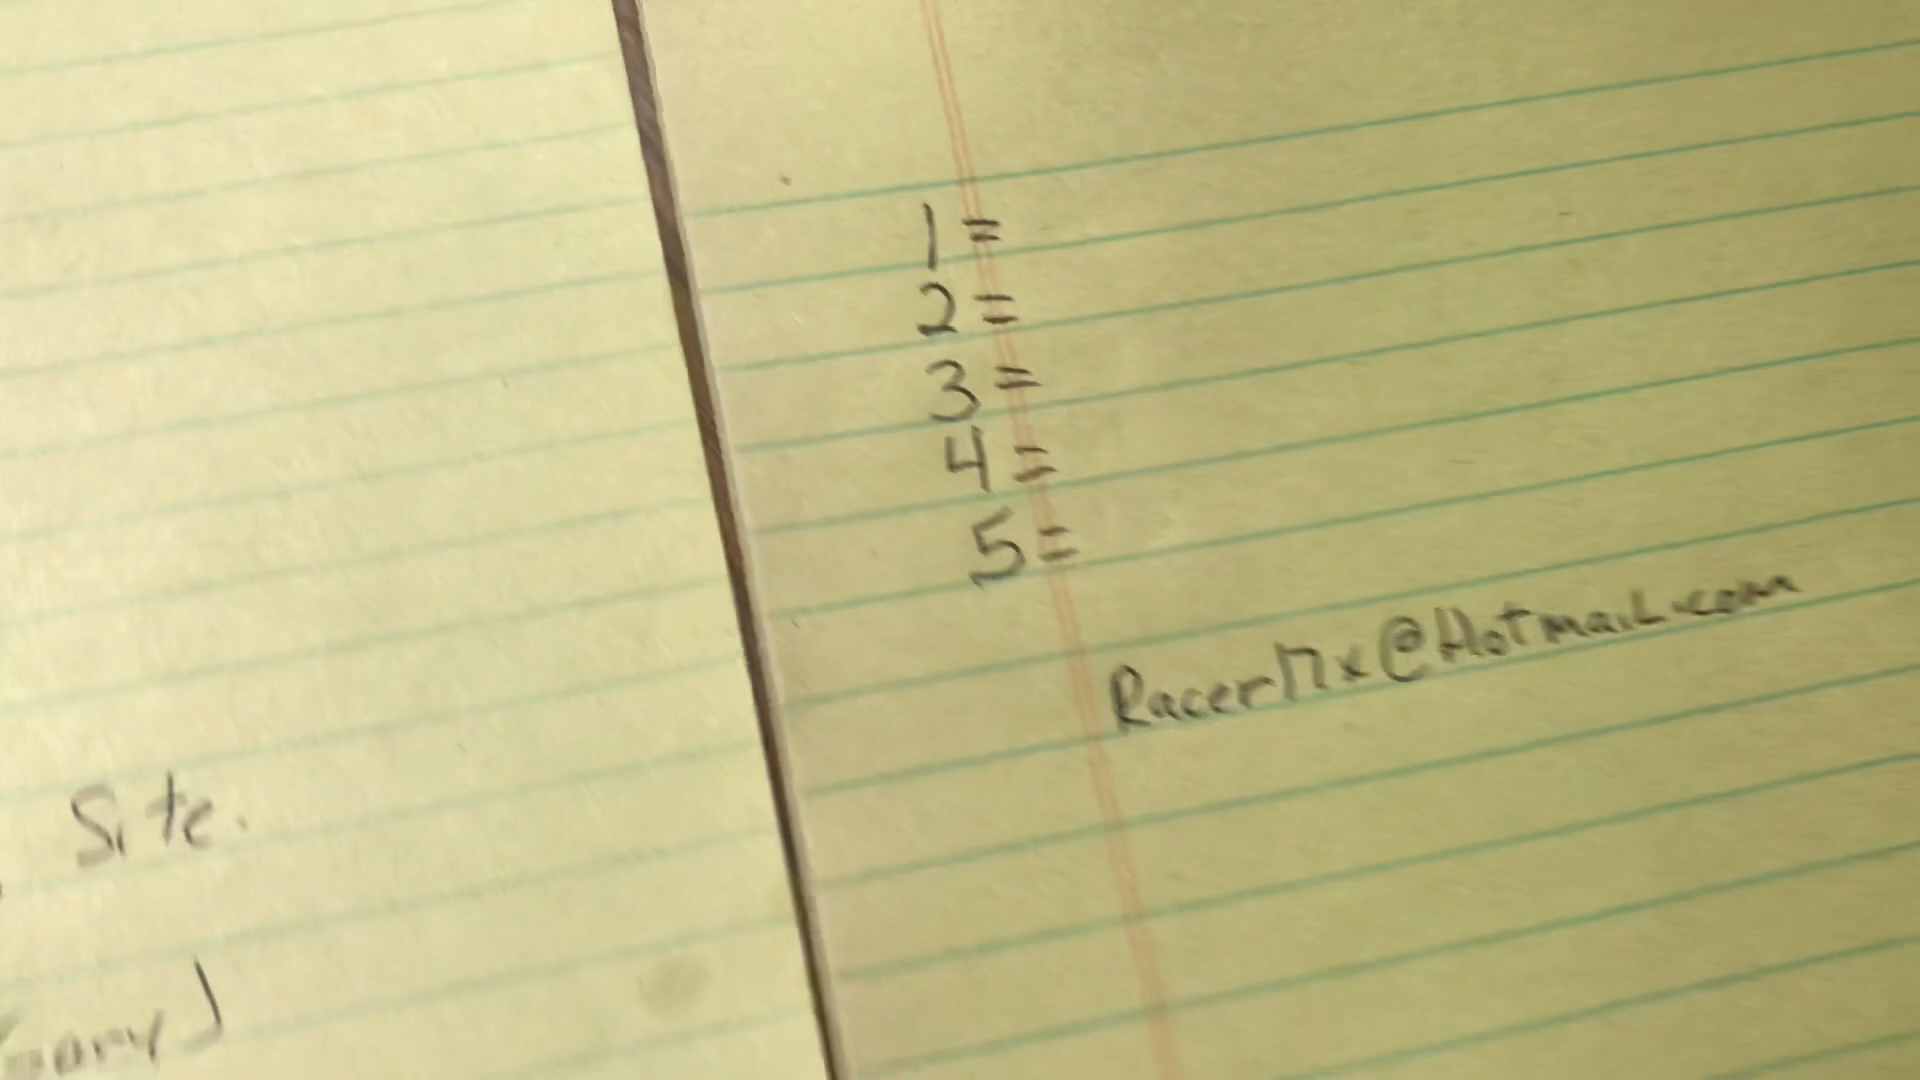 1 =
2 =
3 =
4 =
5 =
Racer17x@Hotmail.com
Site.